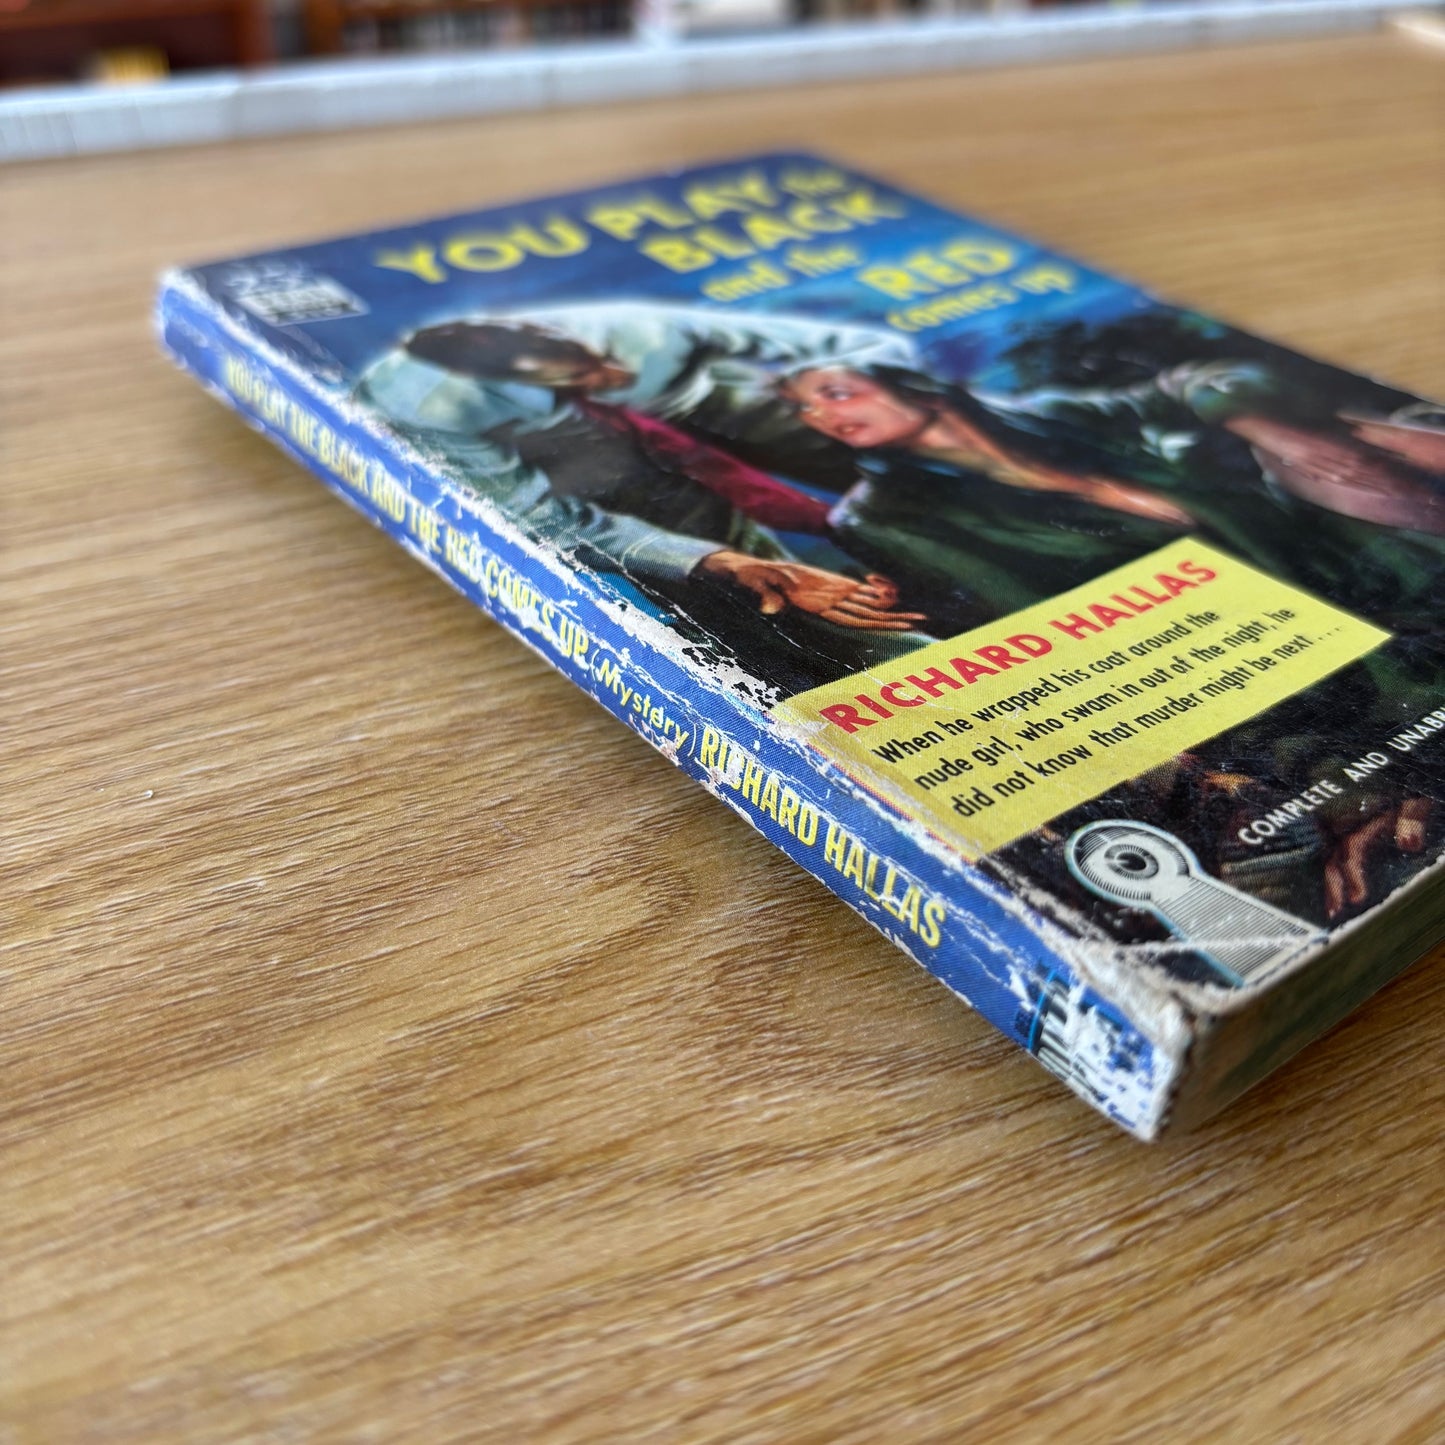 YOU PLAY the
BLACK
and the RED
comes up
25¢
RICHARD HALLAS
When he wrapped his coat around the
nude girl, who swam in out of the night, he
did not know that murder might be next....
COMPLETE AND UNAB
YOU PLAY THE BLACK AND THE RED COMES UP (Mystery) RICHARD HALLAS